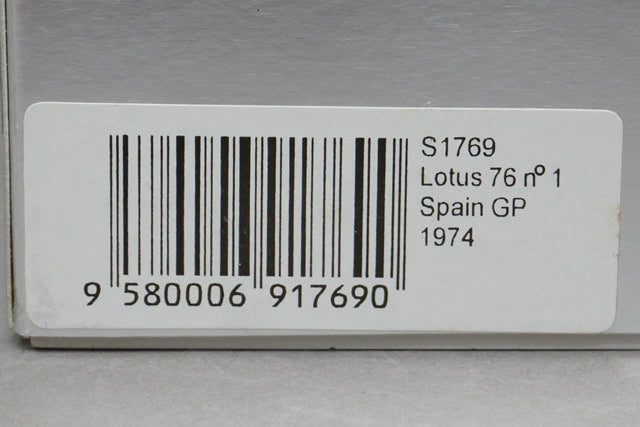 S1769
Lotus 76 nº 1
Spain GP
1974
9 580006 917690